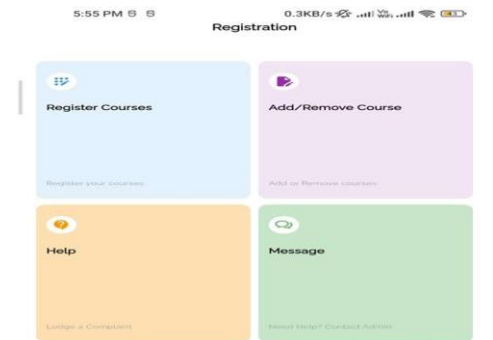 5:55 PM 0.3KB/s
Registration
Register Courses
Add/Remove Course
Register your courses
Add or Remove courses
Help
Message
Lodge a Complaint
Need Help? Contact Admin